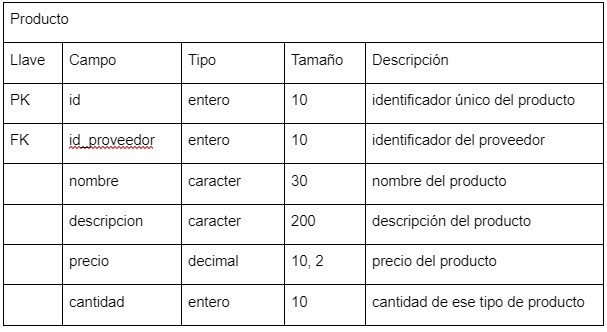 Producto
Llave Campo Tipo Tamaño Descripción
PK id entero 10 identificador único del producto
FK id_proveedor entero 10 identificador del proveedor
nombre caracter 30 nombre del producto
descripcion caracter 200 descripción del producto
precio decimal 10, 2 precio del producto
cantidad entero 10 cantidad de ese tipo de producto